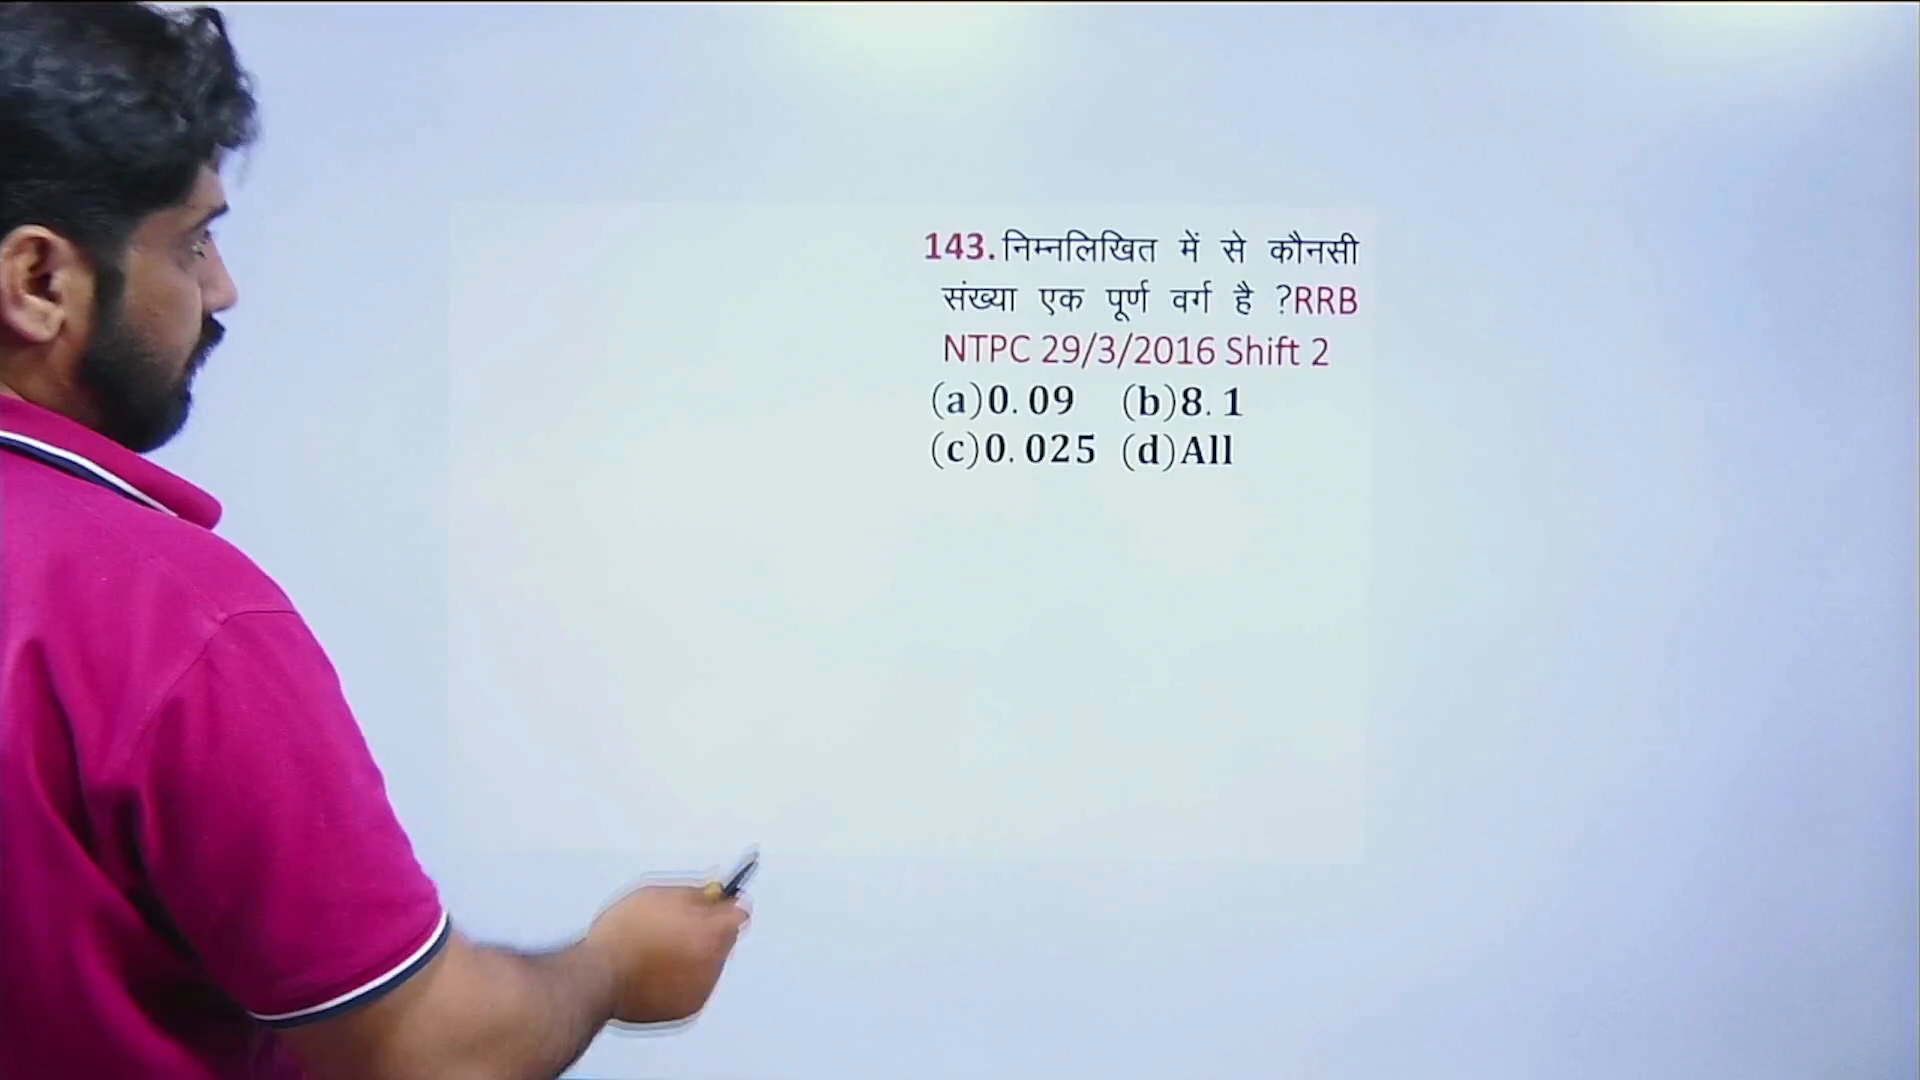 143. निम्नलिखित में से कौनसी
संख्या एक पूर्ण वर्ग है ?RRB
NTPC 29/3/2016 Shift 2
(a)0.09 (b)8.1
(c)0.025 (d)All